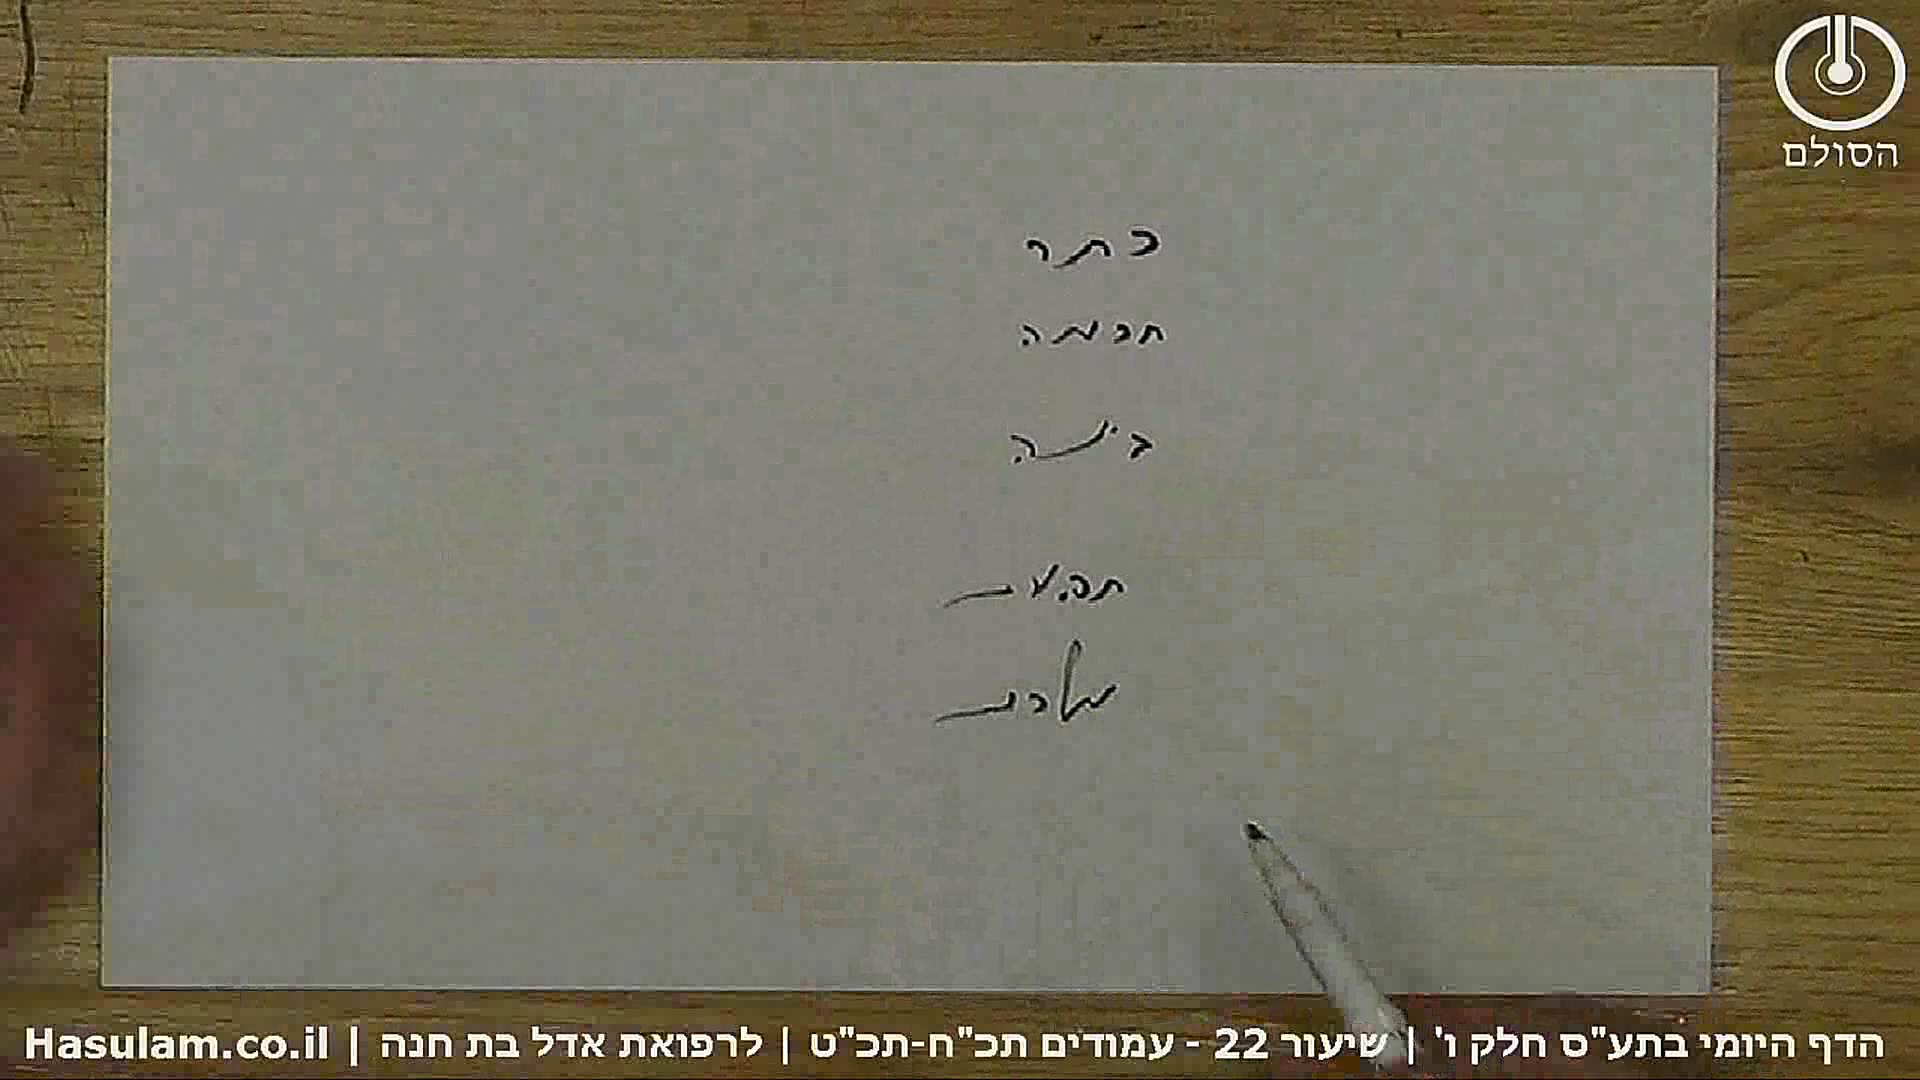 הסולם
כתר
חכמה
בינה
תפארת
מלכות
הדף היומי בתע"ס חלק ו' | שיעור 22 - עמודים תכ"ח-תכ"ט | לרפואת אדל בת חנה | Hasulam.co.il